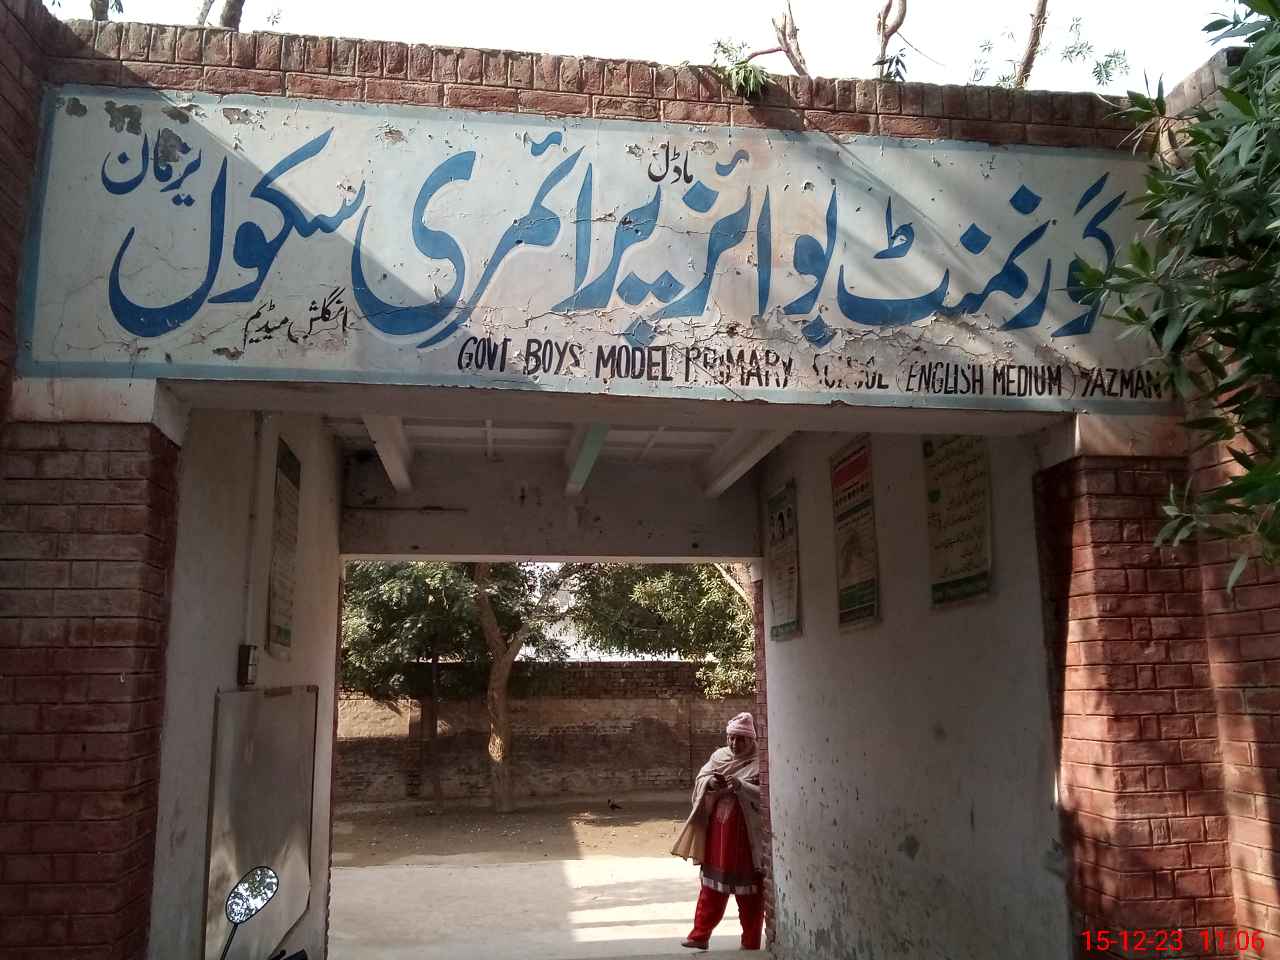 گورنمنٹ بوائز ماڈل پرائمری سکول یزمان
انگلش میڈیم
GOVT BOYS MODEL PRIMARY SCHOOL (ENGLISH MEDIUM) YAZMAN
15-12-23 11:06